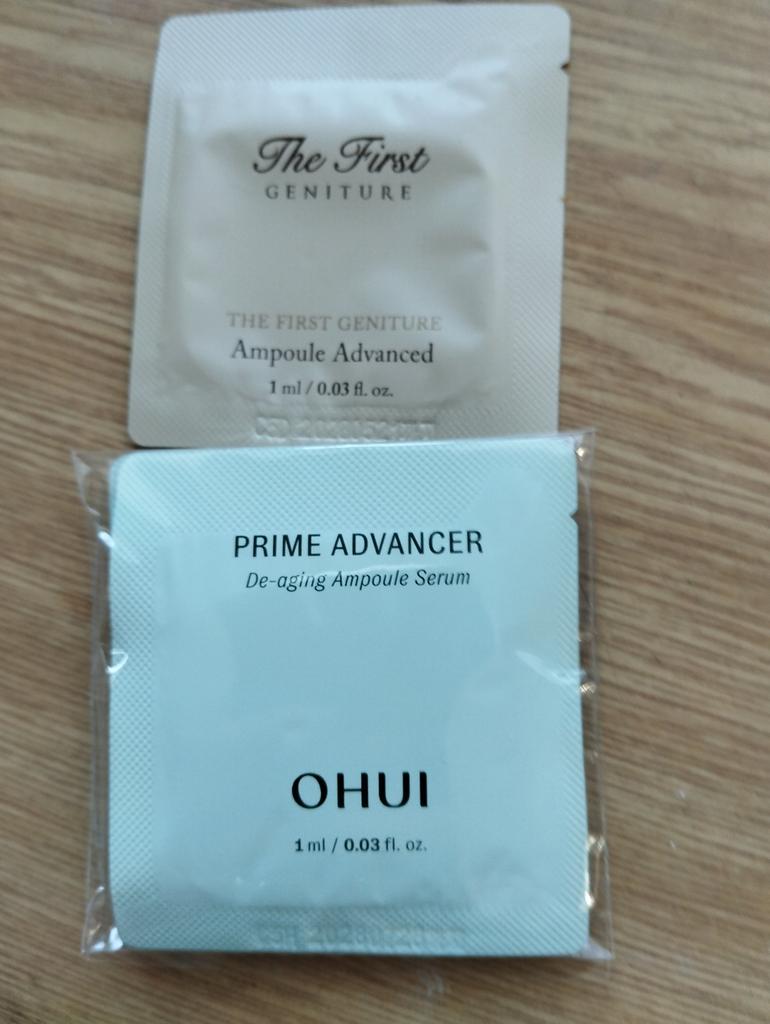 The First
GENITURE
THE FIRST GENITURE
Ampoule Advanced
1 ml / 0.03 fl. oz.
PRIME ADVANCER
De-aging Ampoule Serum
OHUI
1 ml / 0.03 fl. oz.